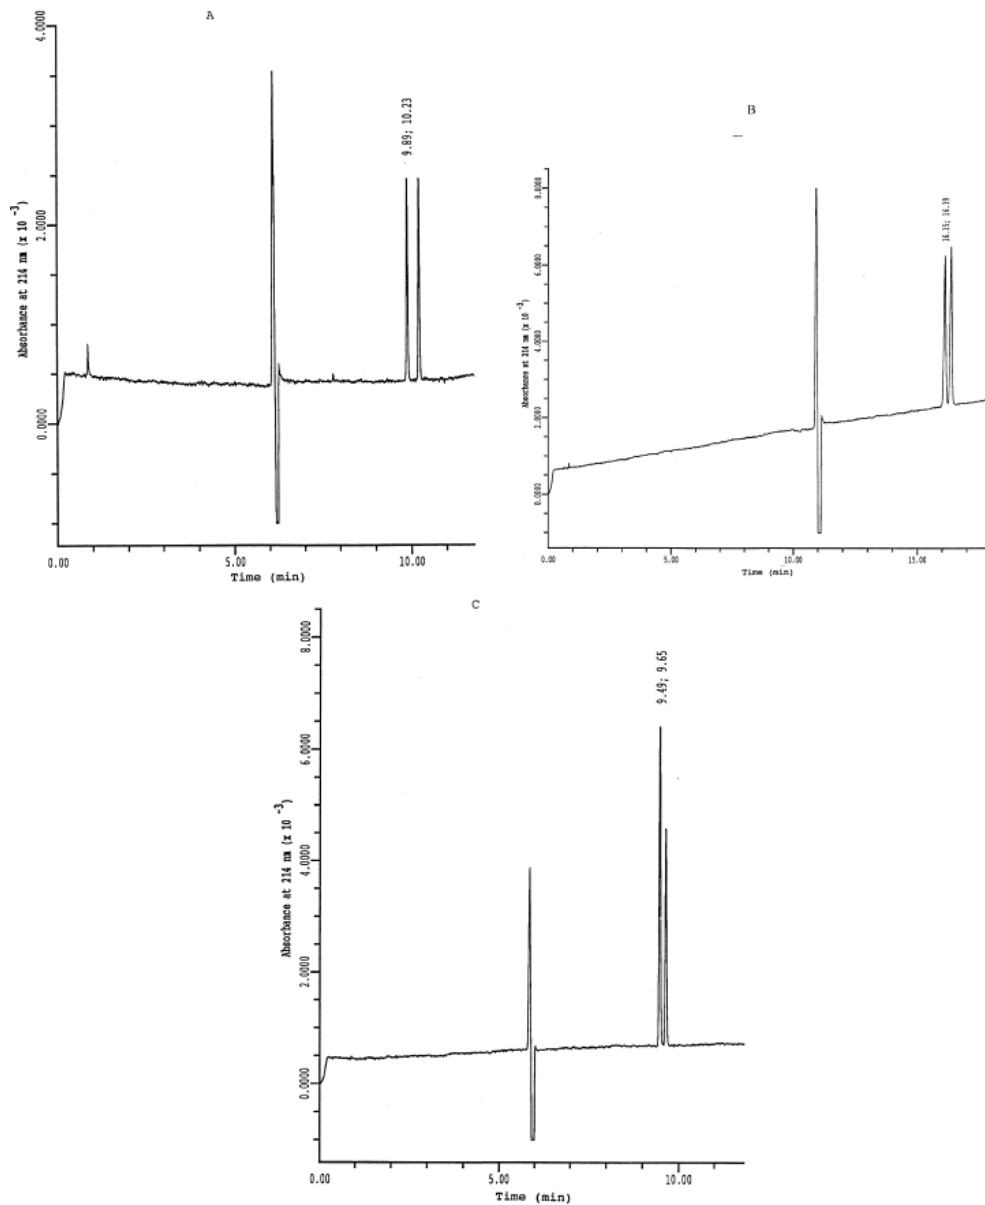 A
4.0000
2.0000
0.0000
Absorbance at 214 nm (x 10 -3)
9.89; 10.23
0.00
5.00
10.00
Time (min)
B
8.0000
6.0000
4.0000
2.0000
0.0000
Absorbance at 214 nm (x 10 -3)
16.15; 16.39
0.00
5.00
10.00
15.00
Time (min)
C
8.0000
6.0000
4.0000
2.0000
0.0000
Absorbance at 214 nm (x 10 -3)
9.49; 9.65
0.00
5.00
10.00
Time (min)